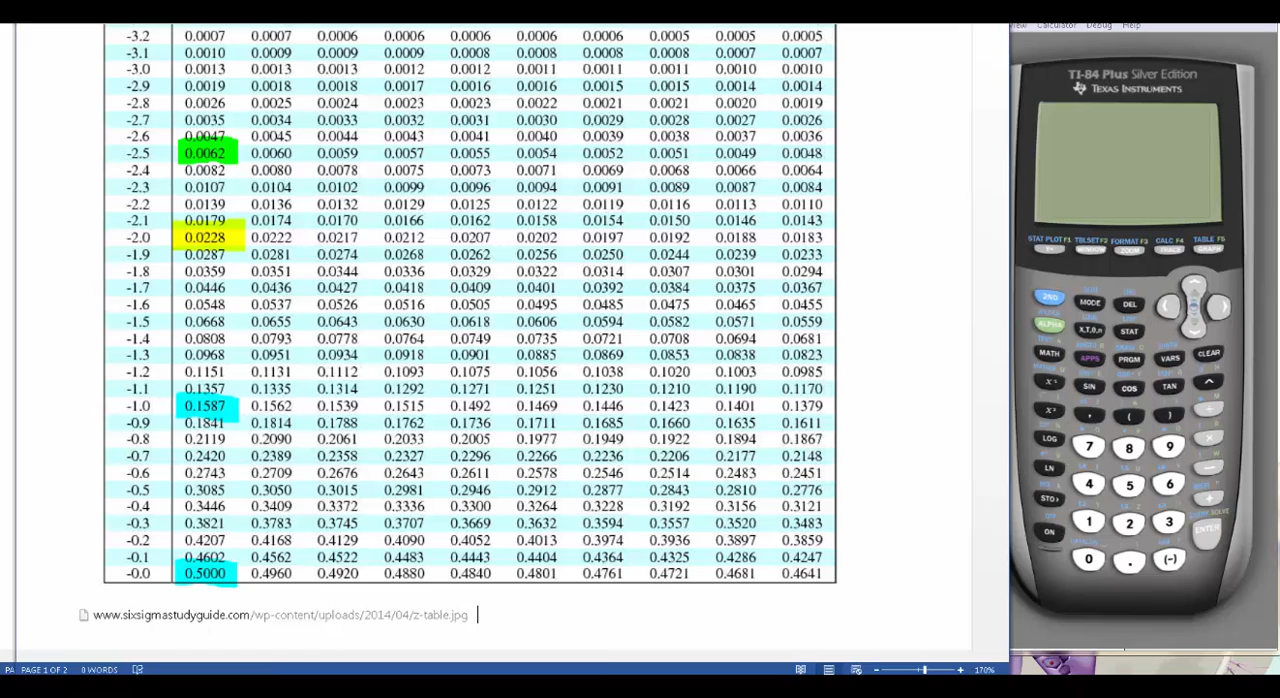 View Calculator Debug Help
-3.2 0.0007 0.0007 0.0006 0.0006 0.0006 0.0006 0.0006 0.0005 0.0005 0.0005
-3.1 0.0010 0.0009 0.0009 0.0009 0.0008 0.0008 0.0008 0.0008 0.0007 0.0007
-3.0 0.0013 0.0013 0.0013 0.0012 0.0012 0.0011 0.0011 0.0011 0.0010 0.0010
-2.9 0.0019 0.0018 0.0018 0.0017 0.0016 0.0016 0.0015 0.0015 0.0014 0.0014
-2.8 0.0026 0.0025 0.0024 0.0023 0.0023 0.0022 0.0021 0.0021 0.0020 0.0019
-2.7 0.0035 0.0034 0.0033 0.0032 0.0031 0.0030 0.0029 0.0028 0.0027 0.0026
-2.6 0.0047 0.0045 0.0044 0.0043 0.0041 0.0040 0.0039 0.0038 0.0037 0.0036
-2.5 0.0062 0.0060 0.0059 0.0057 0.0055 0.0054 0.0052 0.0051 0.0049 0.0048
-2.4 0.0082 0.0080 0.0078 0.0075 0.0073 0.0071 0.0069 0.0068 0.0066 0.0064
-2.3 0.0107 0.0104 0.0102 0.0099 0.0096 0.0094 0.0091 0.0089 0.0087 0.0084
-2.2 0.0139 0.0136 0.0132 0.0129 0.0125 0.0122 0.0119 0.0116 0.0113 0.0110
-2.1 0.0179 0.0174 0.0170 0.0166 0.0162 0.0158 0.0154 0.0150 0.0146 0.0143
-2.0 0.0228 0.0222 0.0217 0.0212 0.0207 0.0202 0.0197 0.0192 0.0188 0.0183
-1.9 0.0287 0.0281 0.0274 0.0268 0.0262 0.0256 0.0250 0.0244 0.0239 0.0233
-1.8 0.0359 0.0351 0.0344 0.0336 0.0329 0.0322 0.0314 0.0307 0.0301 0.0294
-1.7 0.0446 0.0436 0.0427 0.0418 0.0409 0.0401 0.0392 0.0384 0.0375 0.0367
-1.6 0.0548 0.0537 0.0526 0.0516 0.0505 0.0495 0.0485 0.0475 0.0465 0.0455
-1.5 0.0668 0.0655 0.0643 0.0630 0.0618 0.0606 0.0594 0.0582 0.0571 0.0559
-1.4 0.0808 0.0793 0.0778 0.0764 0.0749 0.0735 0.0721 0.0708 0.0694 0.0681
-1.3 0.0968 0.0951 0.0934 0.0918 0.0901 0.0885 0.0869 0.0853 0.0838 0.0823
-1.2 0.1151 0.1131 0.1112 0.1093 0.1075 0.1056 0.1038 0.1020 0.1003 0.0985
-1.1 0.1357 0.1335 0.1314 0.1292 0.1271 0.1251 0.1230 0.1210 0.1190 0.1170
-1.0 0.1587 0.1562 0.1539 0.1515 0.1492 0.1469 0.1446 0.1423 0.1401 0.1379
-0.9 0.1841 0.1814 0.1788 0.1762 0.1736 0.1711 0.1685 0.1660 0.1635 0.1611
-0.8 0.2119 0.2090 0.2061 0.2033 0.2005 0.1977 0.1949 0.1922 0.1894 0.1867
-0.7 0.2420 0.2389 0.2358 0.2327 0.2296 0.2266 0.2236 0.2206 0.2177 0.2148
-0.6 0.2743 0.2709 0.2676 0.2643 0.2611 0.2578 0.2546 0.2514 0.2483 0.2451
-0.5 0.3085 0.3050 0.3015 0.2981 0.2946 0.2912 0.2877 0.2843 0.2810 0.2776
-0.4 0.3446 0.3409 0.3372 0.3336 0.3300 0.3264 0.3228 0.3192 0.3156 0.3121
-0.3 0.3821 0.3783 0.3745 0.3707 0.3669 0.3632 0.3594 0.3557 0.3520 0.3483
-0.2 0.4207 0.4168 0.4129 0.4090 0.4052 0.4013 0.3974 0.3936 0.3897 0.3859
-0.1 0.4602 0.4562 0.4522 0.4483 0.4443 0.4404 0.4364 0.4325 0.4286 0.4247
-0.0 0.5000 0.4960 0.4920 0.4880 0.4840 0.4801 0.4761 0.4721 0.4681 0.4641
www.sixsigmastudyguide.com/wp-content/uploads/2014/04/z-table.jpg
PA PAGE 1 OF 2 8 WORDS
170%
TI-84 Plus Silver Edition
TEXAS INSTRUMENTS
STAT PLOT F1 TBLSET F2 FORMAT F3 CALC F4 TABLE F5
Y= WINDOW ZOOM TRACE GRAPH
2ND MODE DEL
ALPHA X,T,Θ,n STAT
MATH APPS PRGM VARS CLEAR
SIN COS TAN ^
x² , ( )
LOG 7 8 9 ×
LN 4 5 6 −
STO› 1 2 3 +
ON 0 . (-) ENTER